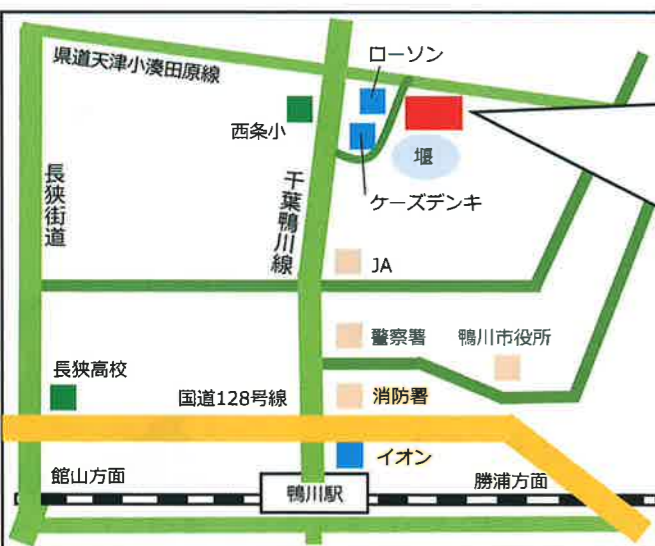 ローソン
県道天津小湊田原線
西条小
堰
ケーズデンキ
長狭街道
千葉鴨川線
JA
警察署
鴨川市役所
長狭高校
国道128号線
消防署
イオン
館山方面
勝浦方面
鴨川駅